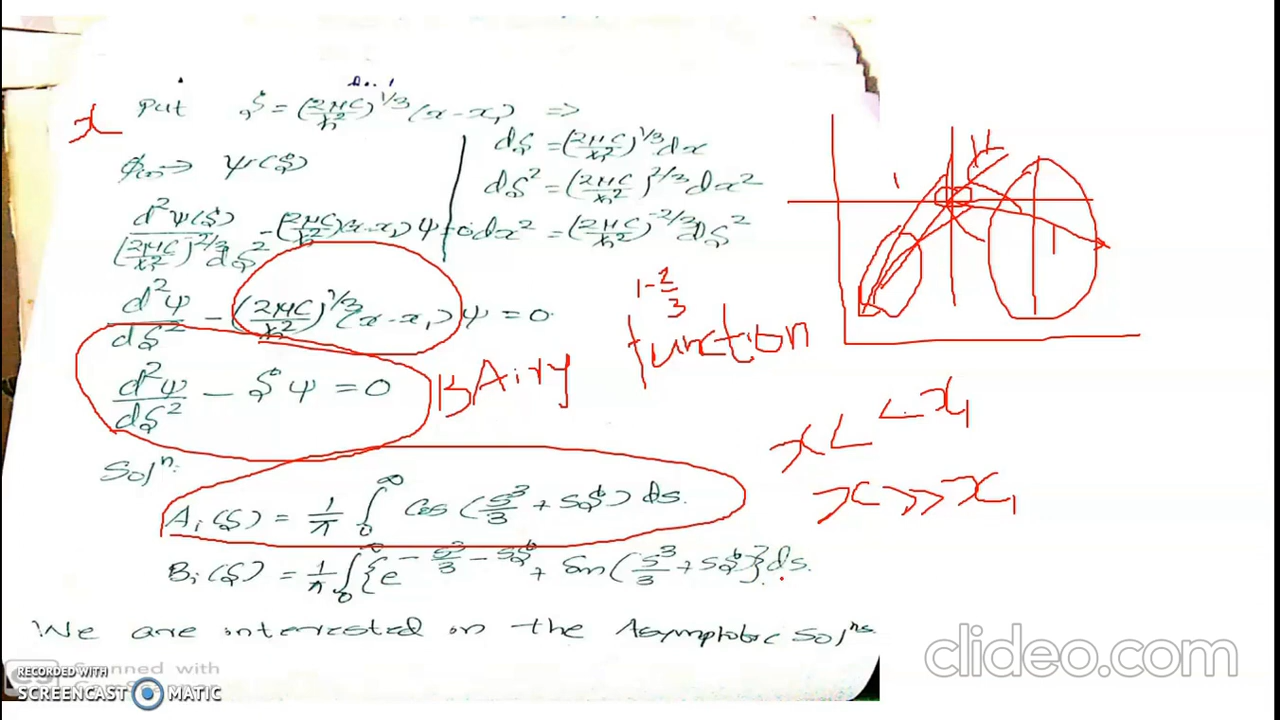 x
Put ξ = (2μC/ħ²)^1/3 (x - x₁) ⇒
dξ = (2μC/ħ²)^1/3 dx
φ(x) ⇒ ψ(ξ)
dξ² = (2μC/ħ²)^2/3 dx²
d²ψ(ξ)/(2μC/ħ²)^-2/3 dξ² - (2μC/ħ²)(x - x₁) ψ = 0
dx² = (2μC/ħ²)^-2/3 dξ²
d²ψ/dξ² - (2μC/ħ²)^1/3 (x - x₁) ψ = 0
1-2/3
d²ψ/dξ² - ξ ψ = 0
Airy function
x < < x₁
Solⁿ:
x >> x₁
Ai(ξ) = 1/π ∫₀^∞ Cos (s³/3 + sξ) ds.
Bi(ξ) = 1/π ∫₀^∞ {e^(- s³/3 - sξ) + Sin (s³/3 + sξ)} ds.
We are interested in the Asymptotic Solⁿˢ.
clideo.com
CS Scanned with
RECORDED WITH
SCREENCAST MATIC